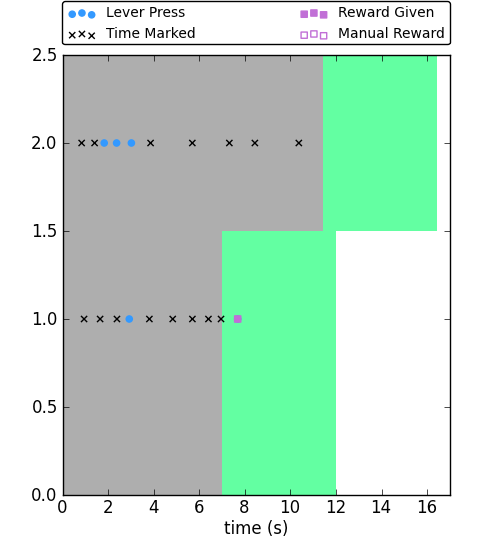 Lever Press
Reward Given
Time Marked
Manual Reward
2.5
2.0
1.5
1.0
0.5
0.0
0 2 4 6 8 10 12 14 16
time (s)